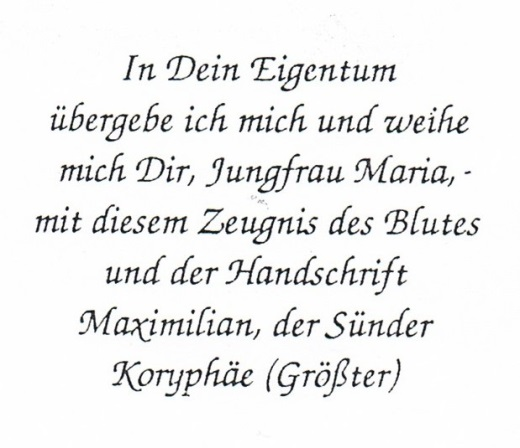 In Dein Eigentum
übergebe ich mich und weihe
mich Dir, Jungfrau Maria, -
mit diesem Zeugnis des Blutes
und der Handschrift
Maximilian, der Sünder
Koryphäe (Größter)